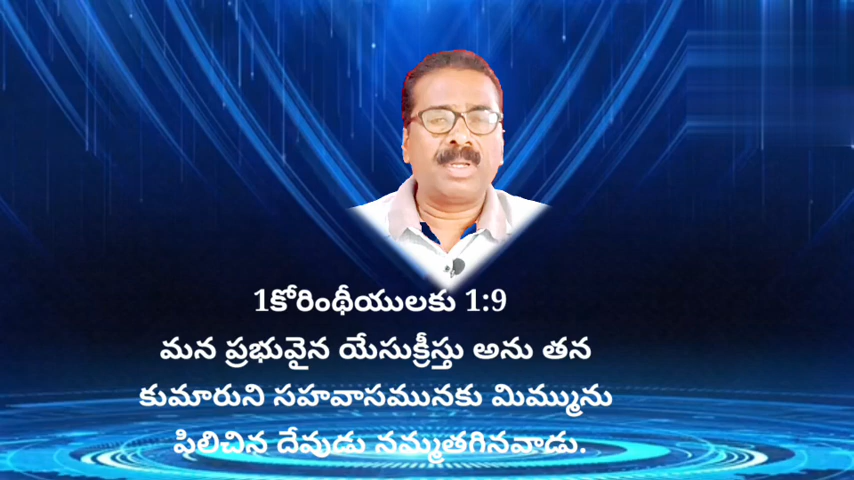 1కోరింథీయులకు 1:9
మన ప్రభువైన యేసుక్రీస్తు అను తన
కుమారుని సహవాసమునకు మిమ్మును
పిలిచిన దేవుడు నమ్మతగినవాడు.